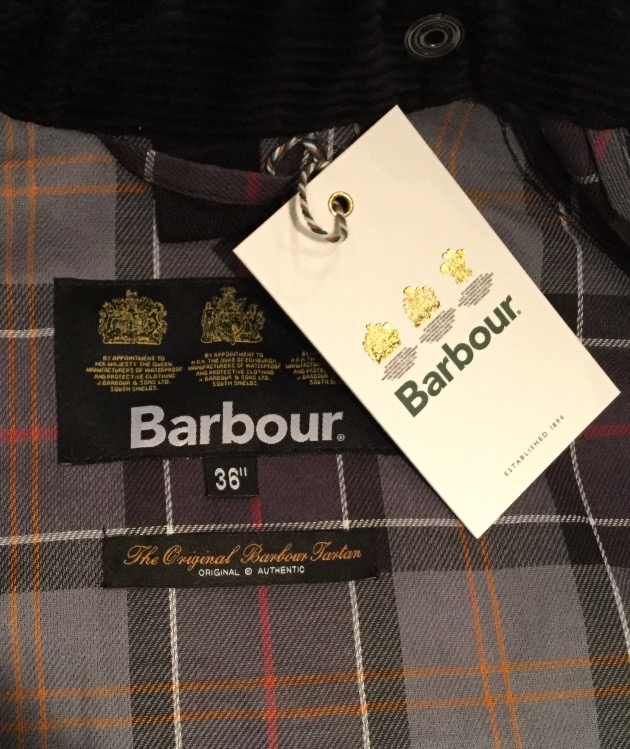 BY APPOINTMENT TO
HER MAJESTY THE QUEEN
MANUFACTURERS OF WATERPROOF
AND PROTECTIVE CLOTHING
J. BARBOUR & SONS LTD.
SOUTH SHIELDS.
BY APPOINTMENT TO
H.R.H. THE DUKE OF EDINBURGH
MANUFACTURERS OF WATERPROOF
AND PROTECTIVE CLOTHING
J. BARBOUR & SONS LTD.
SOUTH SHIELDS
Barbour®
36"
The Original Barbour Tartan
ORIGINAL © AUTHENTIC
Barbour.
ESTABLISHED 1894